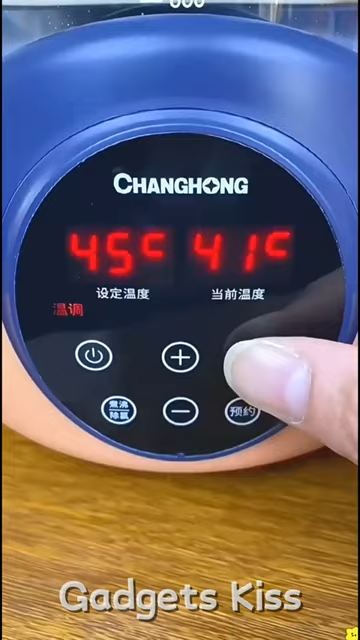 CHANGHONG
45c 41c
设定温度 当前温度
温调
煮沸
除氯
预约
Gadgets Kiss